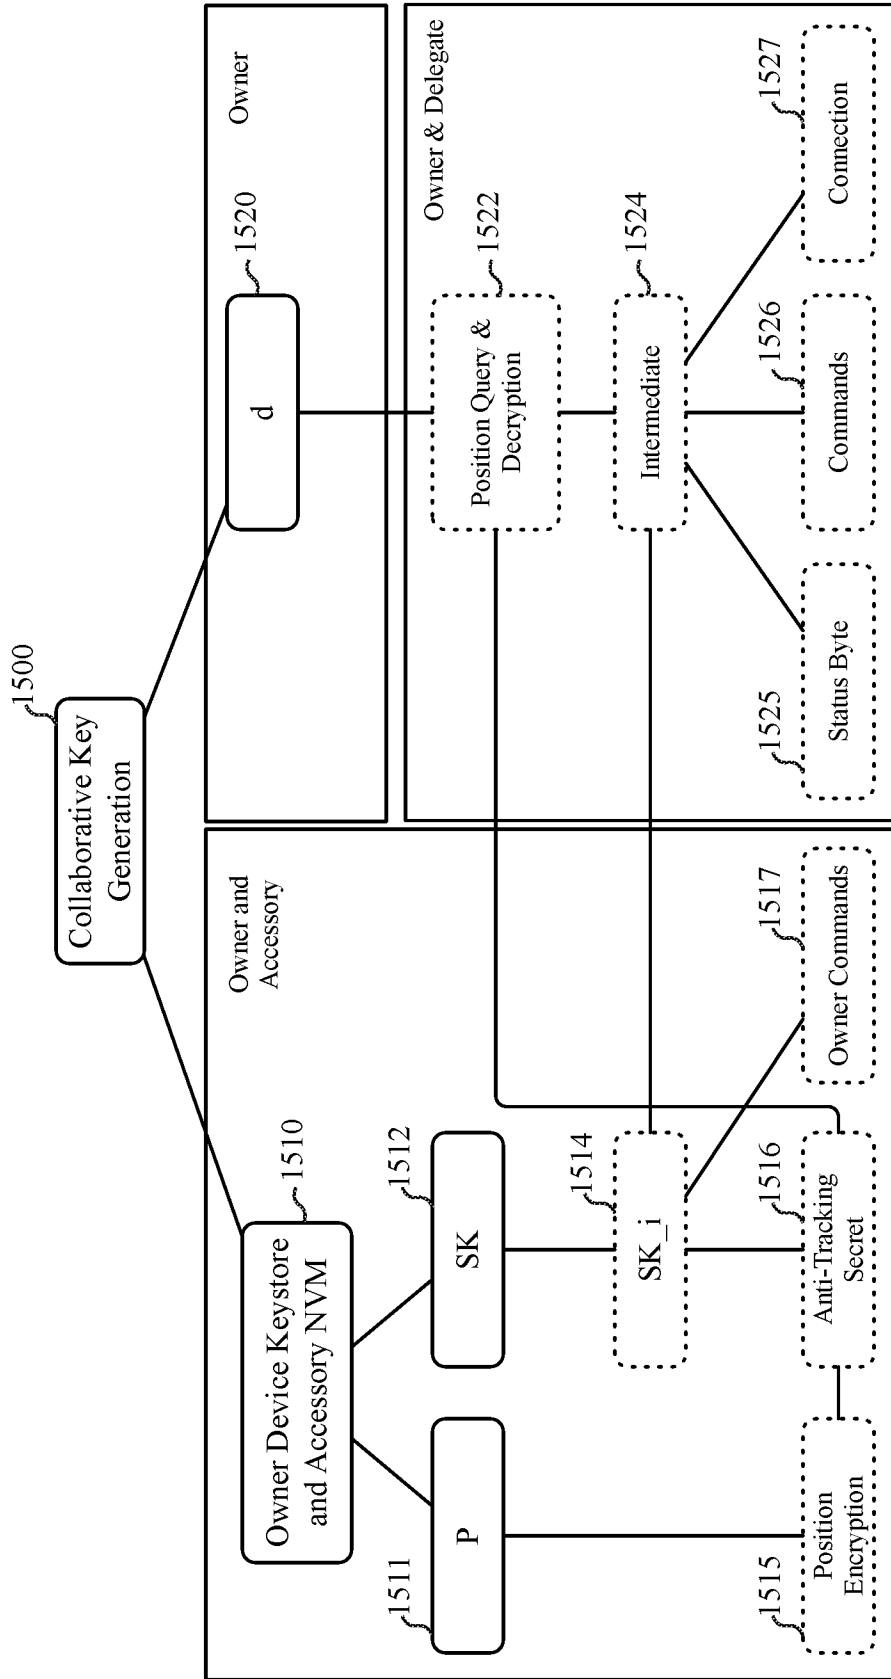 1500
Collaborative Key
Generation
Owner and
Accessory
1510
Owner Device Keystore
and Accessory NVM
1511
P
1512
SK
1514
SK_i
1515
Position
Encryption
1516
Anti-Tracking
Secret
1517
Owner Commands
Owner
1520
d
Owner & Delegate
1522
Position Query &
Decryption
1524
Intermediate
1525
Status Byte
1526
Commands
1527
Connection